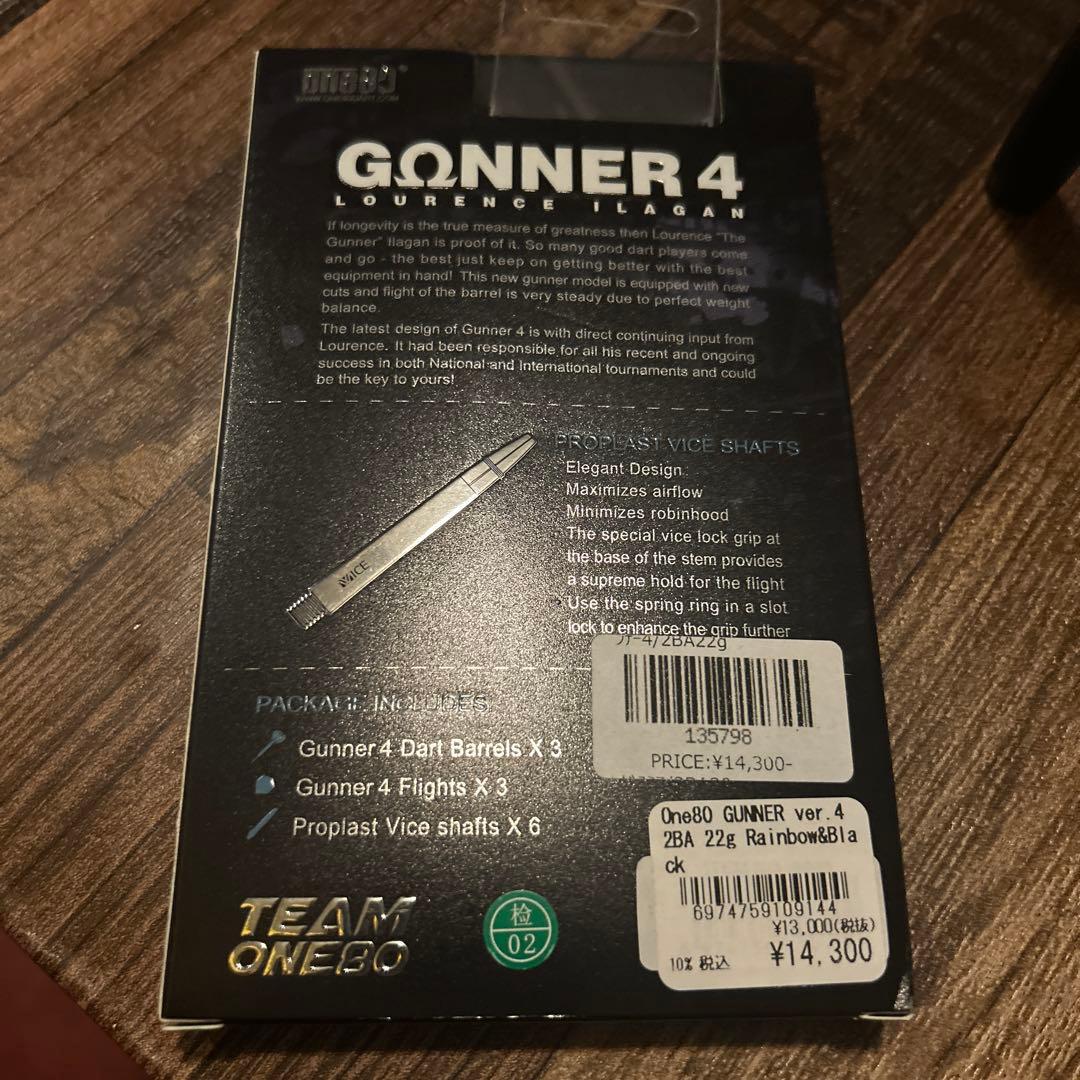 one80
WWW.ONE80DART.COM
GΩNNER 4
LOURENCE ILAGAN
If longevity is the true measure of greatness then Lourence "The
Gunner" Ilagan is proof of it. So many good dart players come
and go - the best just keep on getting better with the best
equipment in hand! This new gunner model is equipped with new
cuts and flight of the barrel is very steady due to perfect weight
balance.
The latest design of Gunner 4 is with direct continuing input from
Lourence. It had been responsible for all his recent and ongoing
success in both National and International tournaments and could
be the key to yours!
PROPLAST VICE SHAFTS
Elegant Design
Maximizes airflow
Minimizes robinhood
The special vice lock grip at
the base of the stem provides
a supreme hold for the flight
Use the spring ring in a slot
lock to enhance the grip further
VICE
ナー4/2BA22g
135798
PRICE:¥14,300-
PACKAGE INCLUDES
Gunner 4 Dart Barrels X 3
Gunner 4 Flights X 3
Proplast Vice shafts X 6
One80 GUNNER ver.4
2BA 22g Rainbow&Bla
ck
6974759109144
¥13,000(税抜)
10% 税込 ¥14,300
TEAM
ONE80
检
02